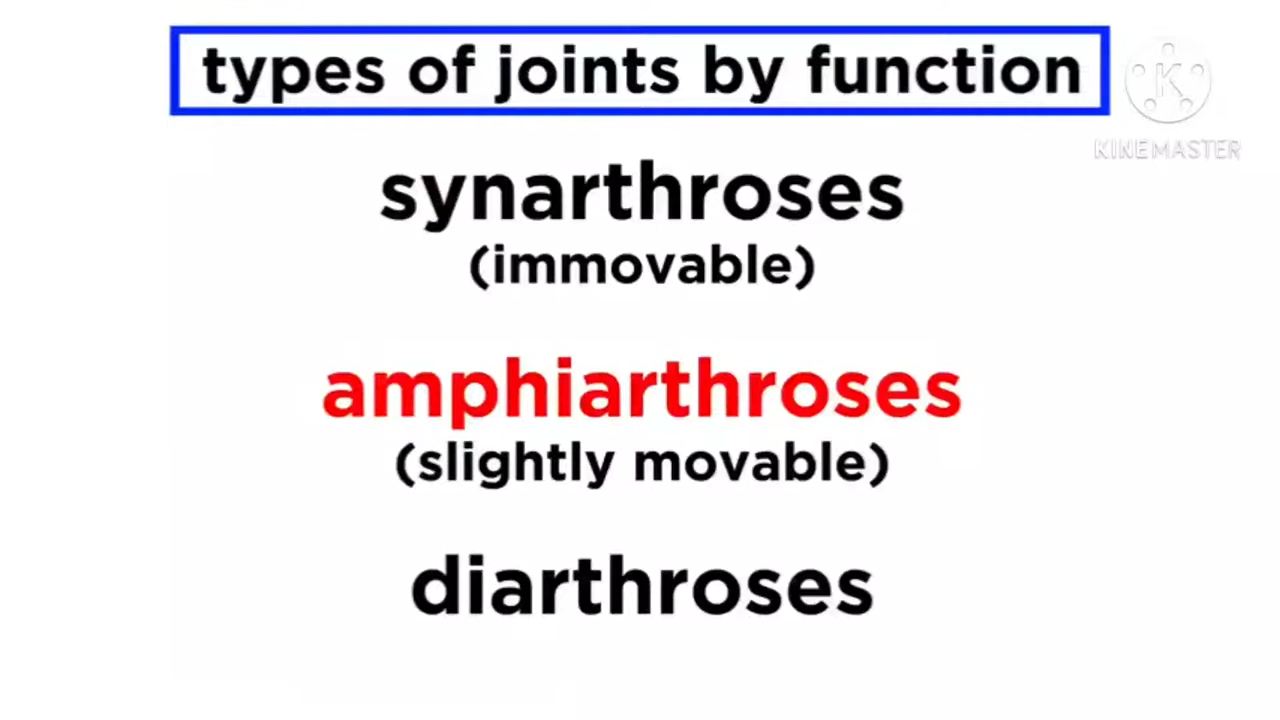 types of joints by function
KINEMASTER
synarthroses
(immovable)
amphiarthroses
(slightly movable)
diarthroses